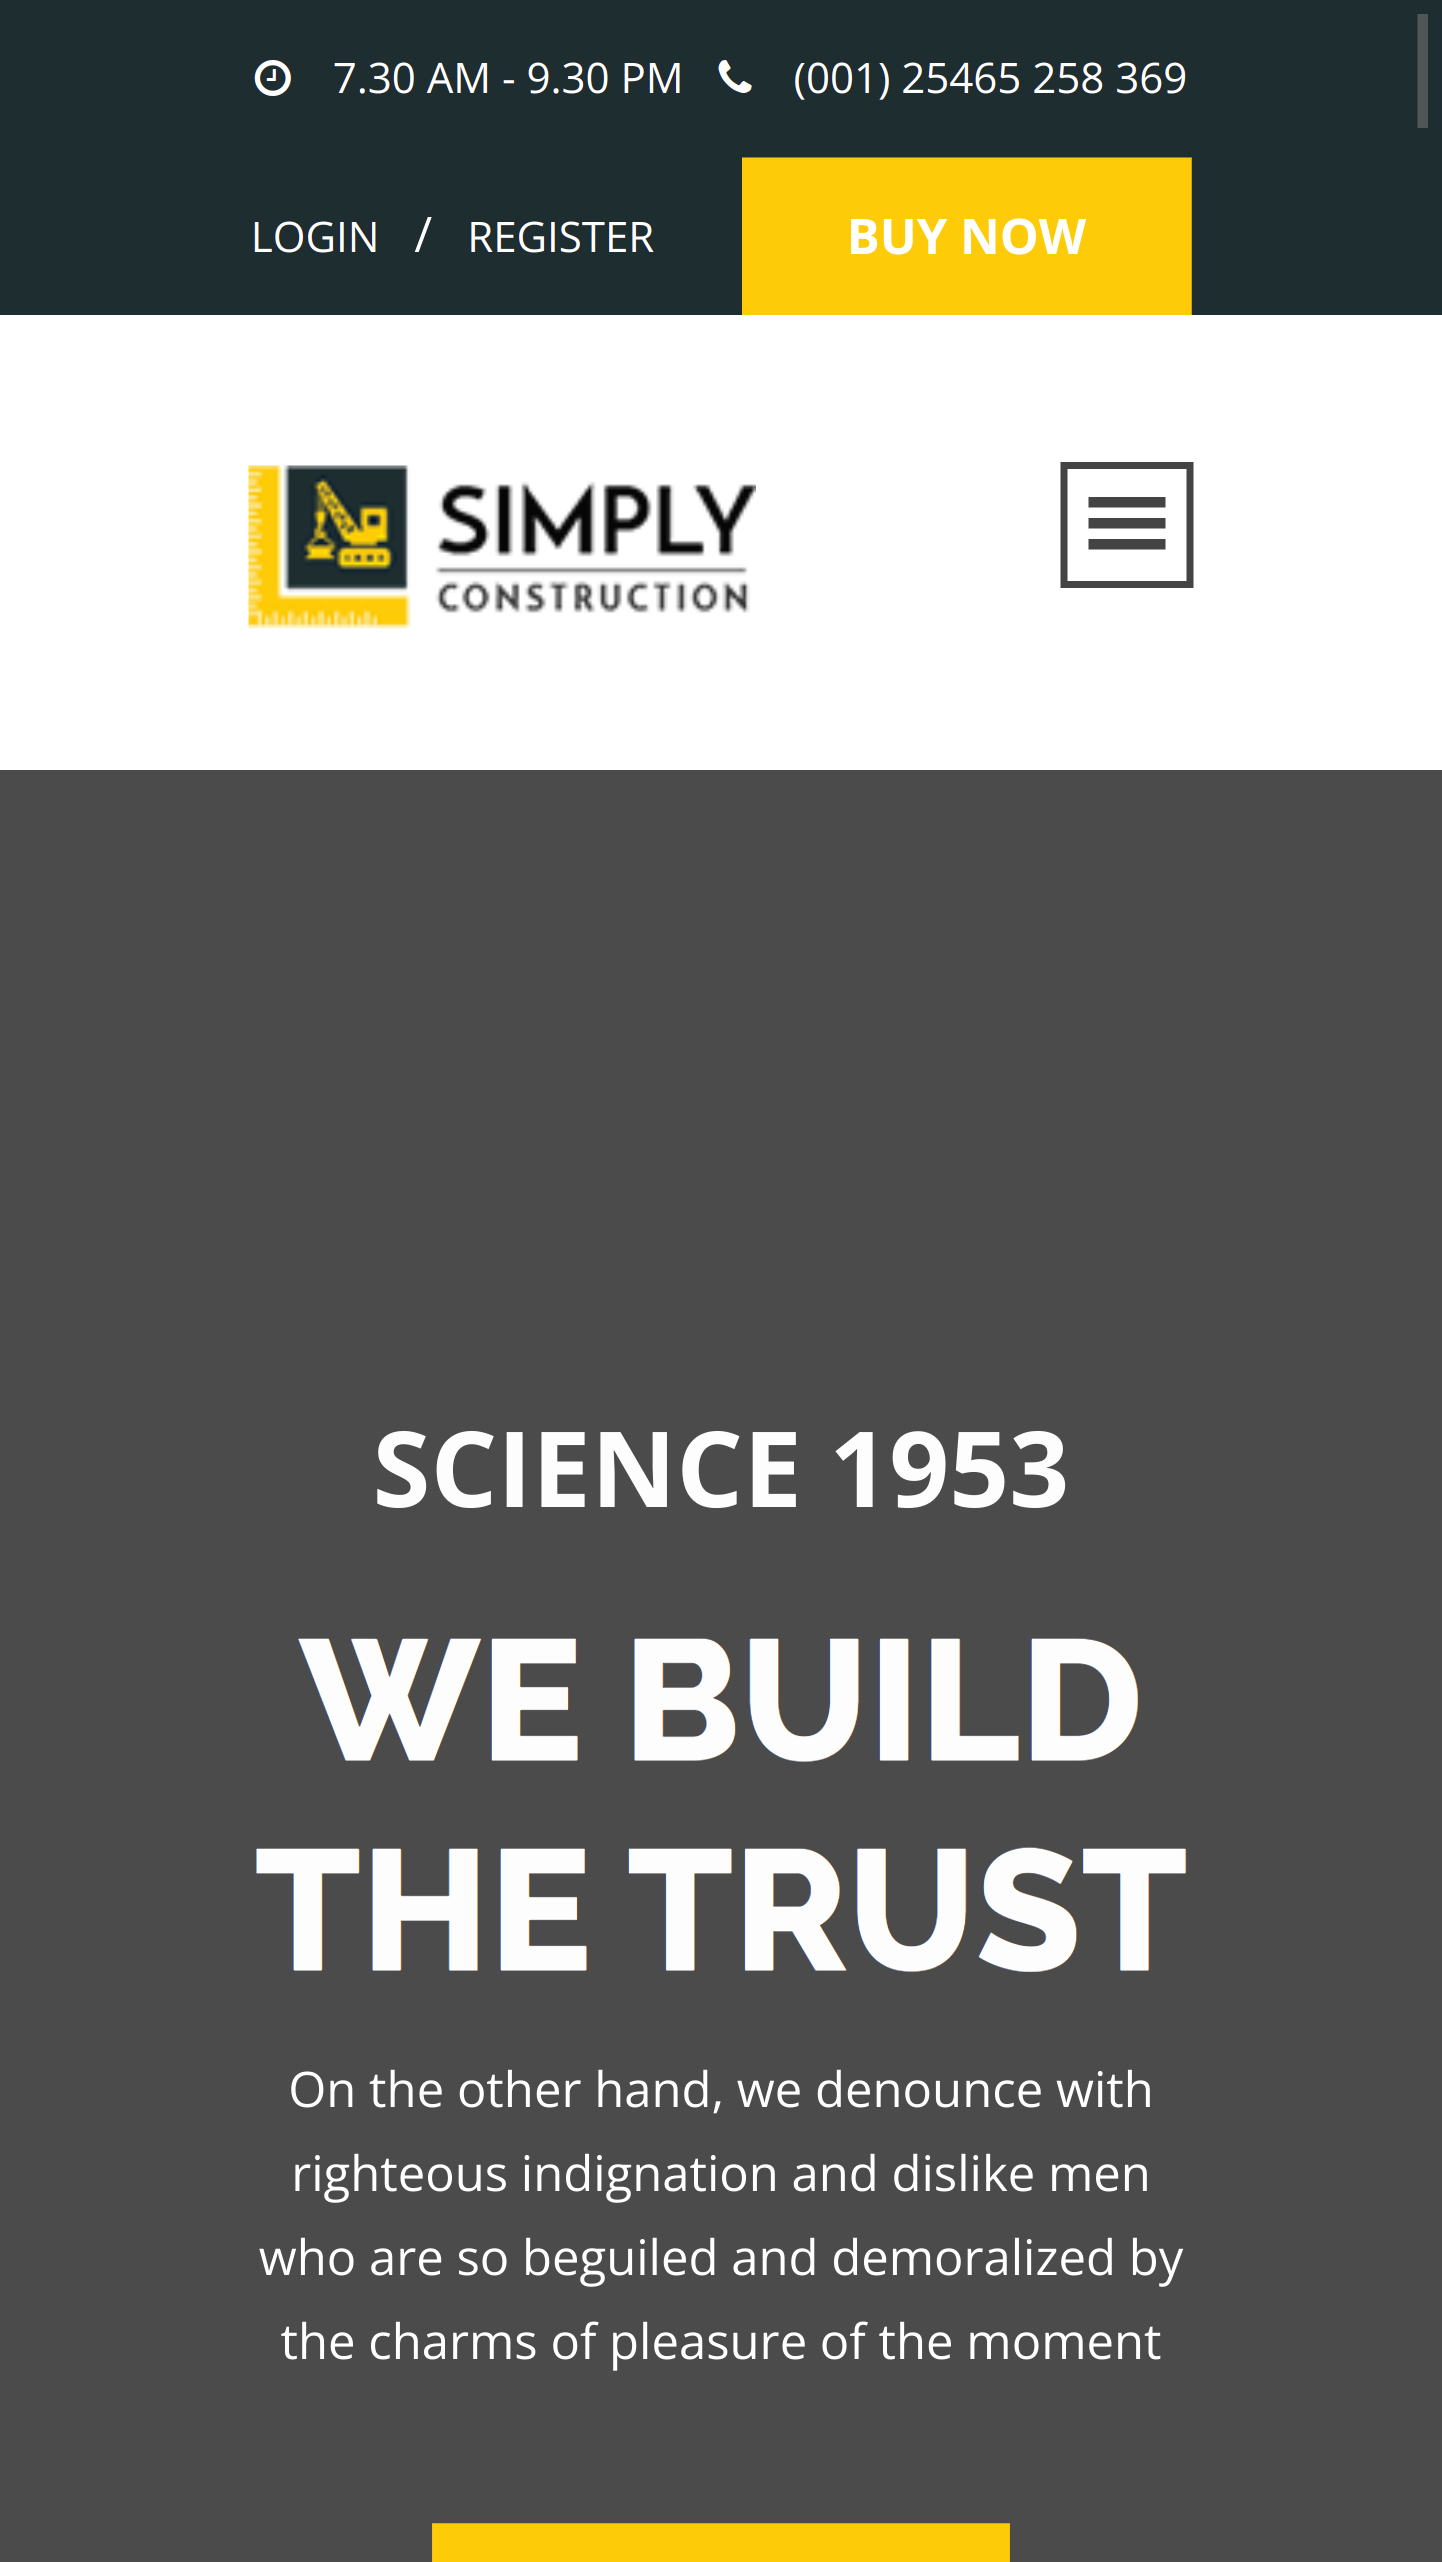 7.30 AM - 9.30 PM (001) 25465 258 369
LOGIN / REGISTER BUY NOW
SIMPLY
CONSTRUCTION
SCIENCE 1953
WE BUILD
THE TRUST
On the other hand, we denounce with
righteous indignation and dislike men
who are so beguiled and demoralized by
the charms of pleasure of the moment